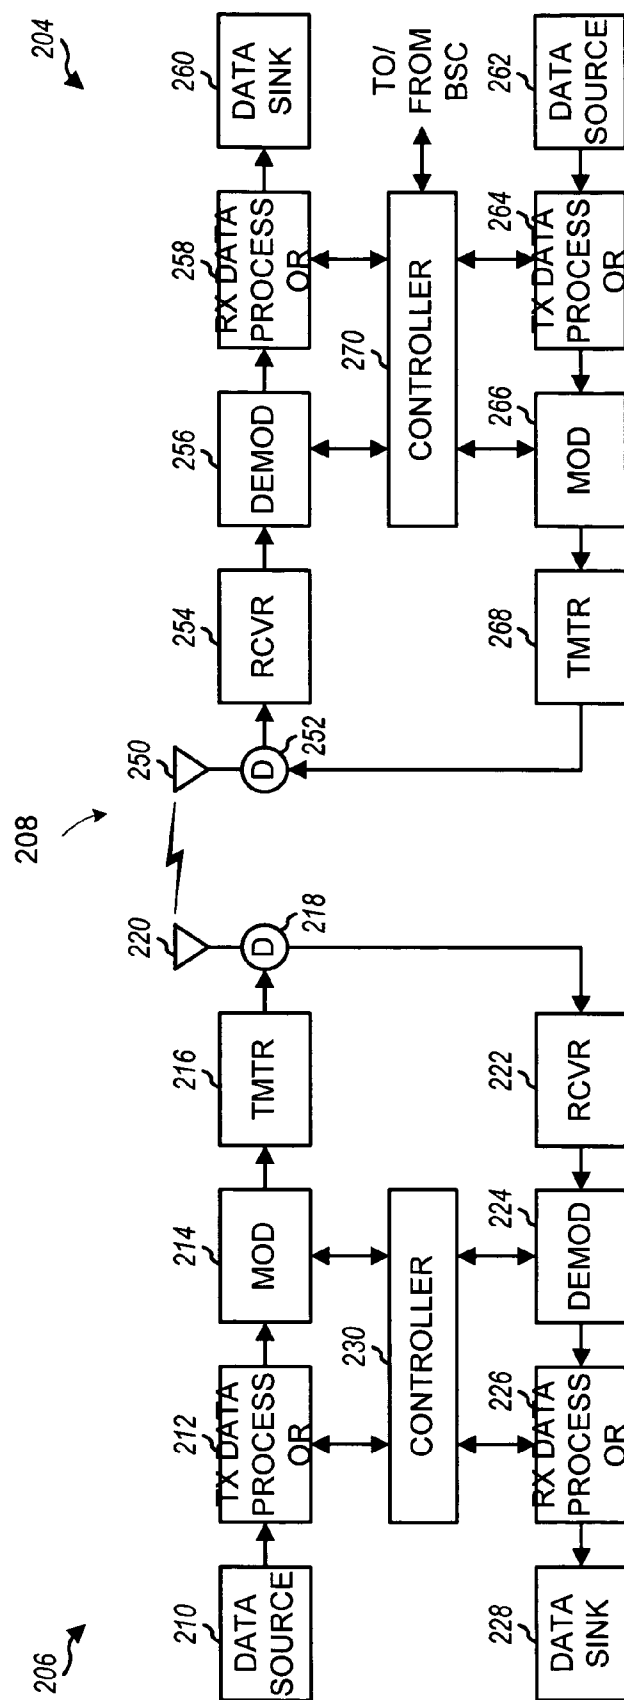 206
208
204
210
DATA
SOURCE
212
TX DATA
PROCESS
OR
214
MOD
216
TMTR
220
D
218
250
D
252
254
RCVR
256
DEMOD
258
RX DATA
PROCESS
OR
260
DATA
SINK
230
CONTROLLER
270
CONTROLLER
TO/
FROM
BSC
228
DATA
SINK
226
RX DATA
PROCESS
OR
224
DEMOD
222
RCVR
268
TMTR
266
MOD
264
TX DATA
PROCESS
OR
262
DATA
SOURCE